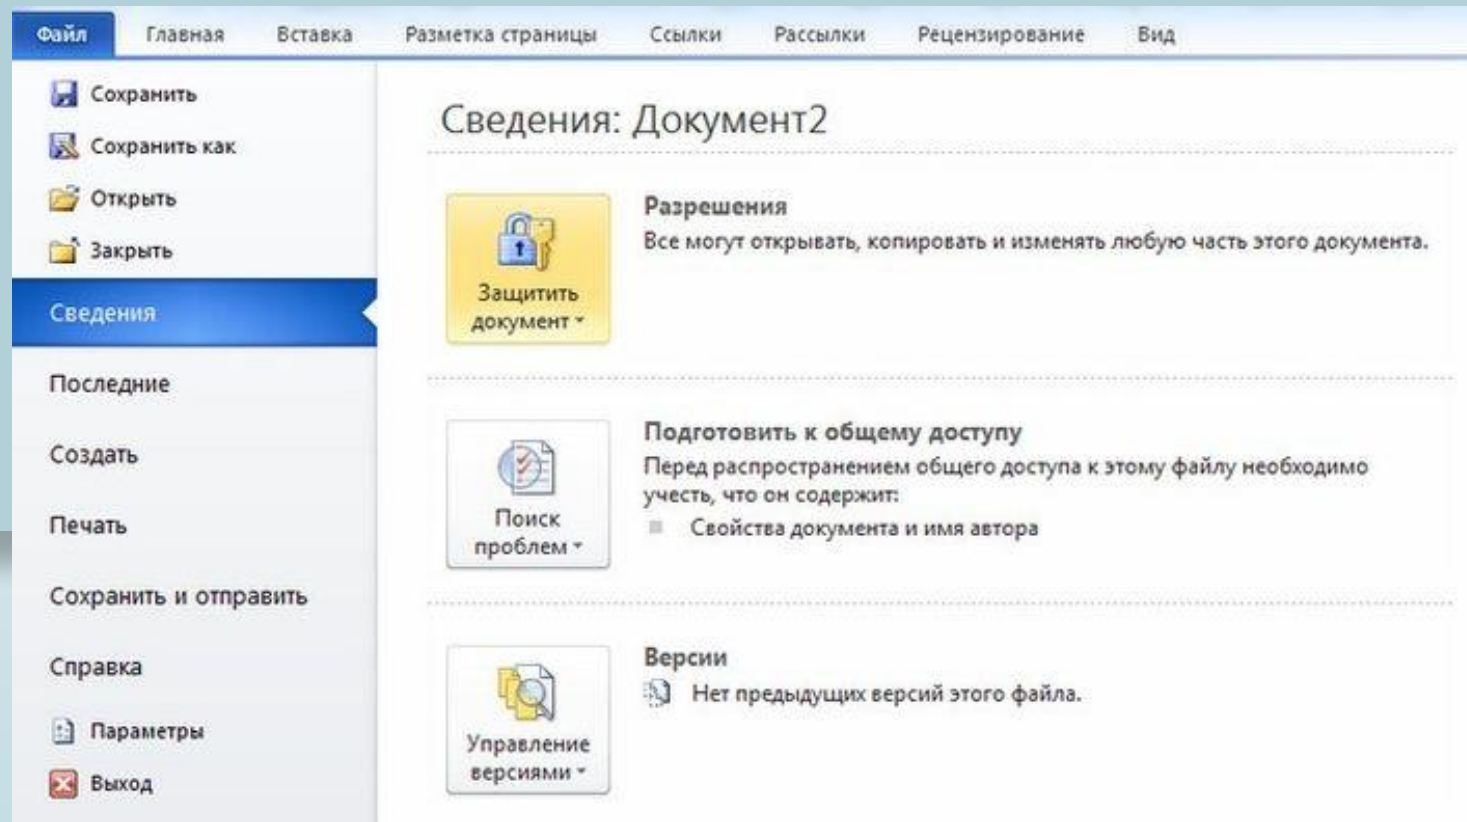 Файл Главная Вставка Разметка страницы Ссылки Рассылки Рецензирование Вид
Сохранить
Сохранить как
Открыть
Закрыть
Сведения
Последние
Создать
Печать
Сохранить и отправить
Справка
Параметры
Выход
Сведения: Документ2
Защитить
документ
Разрешения
Все могут открывать, копировать и изменять любую часть этого документа.
Поиск
проблем
Подготовить к общему доступу
Перед распространением общего доступа к этому файлу необходимо
учесть, что он содержит:
Свойства документа и имя автора
Управление
версиями
Версии
Нет предыдущих версий этого файла.